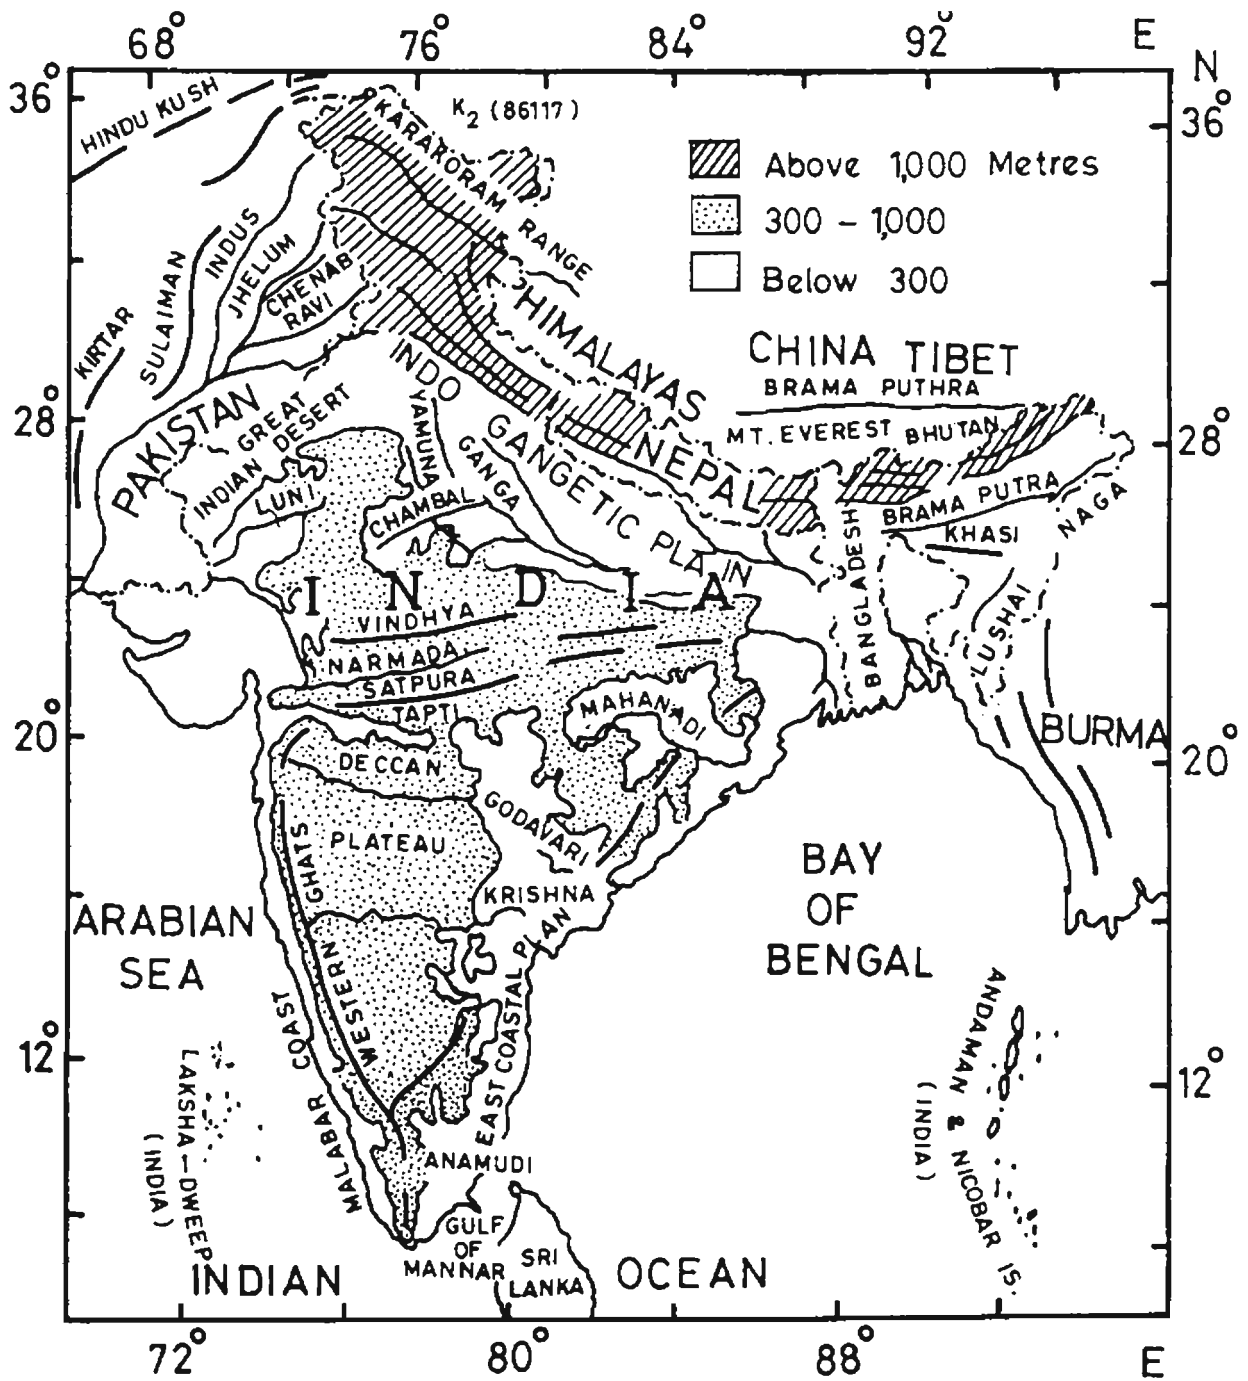 68° 76° 84° 92° E
N
36°
36°
HINDU KUSH
K2 (86117)
KARAKORAM RANGE
Above 1,000 Metres
300 – 1,000
Below 300
INDUS
JHELUM
CHENAB
RAVI
SULAIMAN
KIRTAR
HIMALAYAS
CHINA TIBET
BRAMA PUTHRA
MT. EVEREST BHUTAN
28°
28°
PAKISTAN
GREAT
INDIAN DESERT
LUNI
INDO GANGETIC PLAIN
YAMUNA
GANGA
CHAMBAL
NEPAL
BRAMA PUTRA
NAGA
KHASI
BANGLADESH
LUSHAI
INDIA
VINDHYA
NARMADA
SATPURA
TAPTI
MAHANADI
20°
20°
BURMA
DECCAN
PLATEAU
GODAVARI
KRISHNA
WESTERN GHATS
EAST COASTAL PLAN
MALABAR COAST
ARABIAN
SEA
BAY
OF
BENGAL
12°
12°
LAKSHA–DWEEP
(INDIA)
ANDAMAN & NICOBAR IS.
(INDIA)
ANAMUDI
GULF
OF
MANNAR
SRI
LANKA
INDIAN OCEAN
72° 80° 88° E